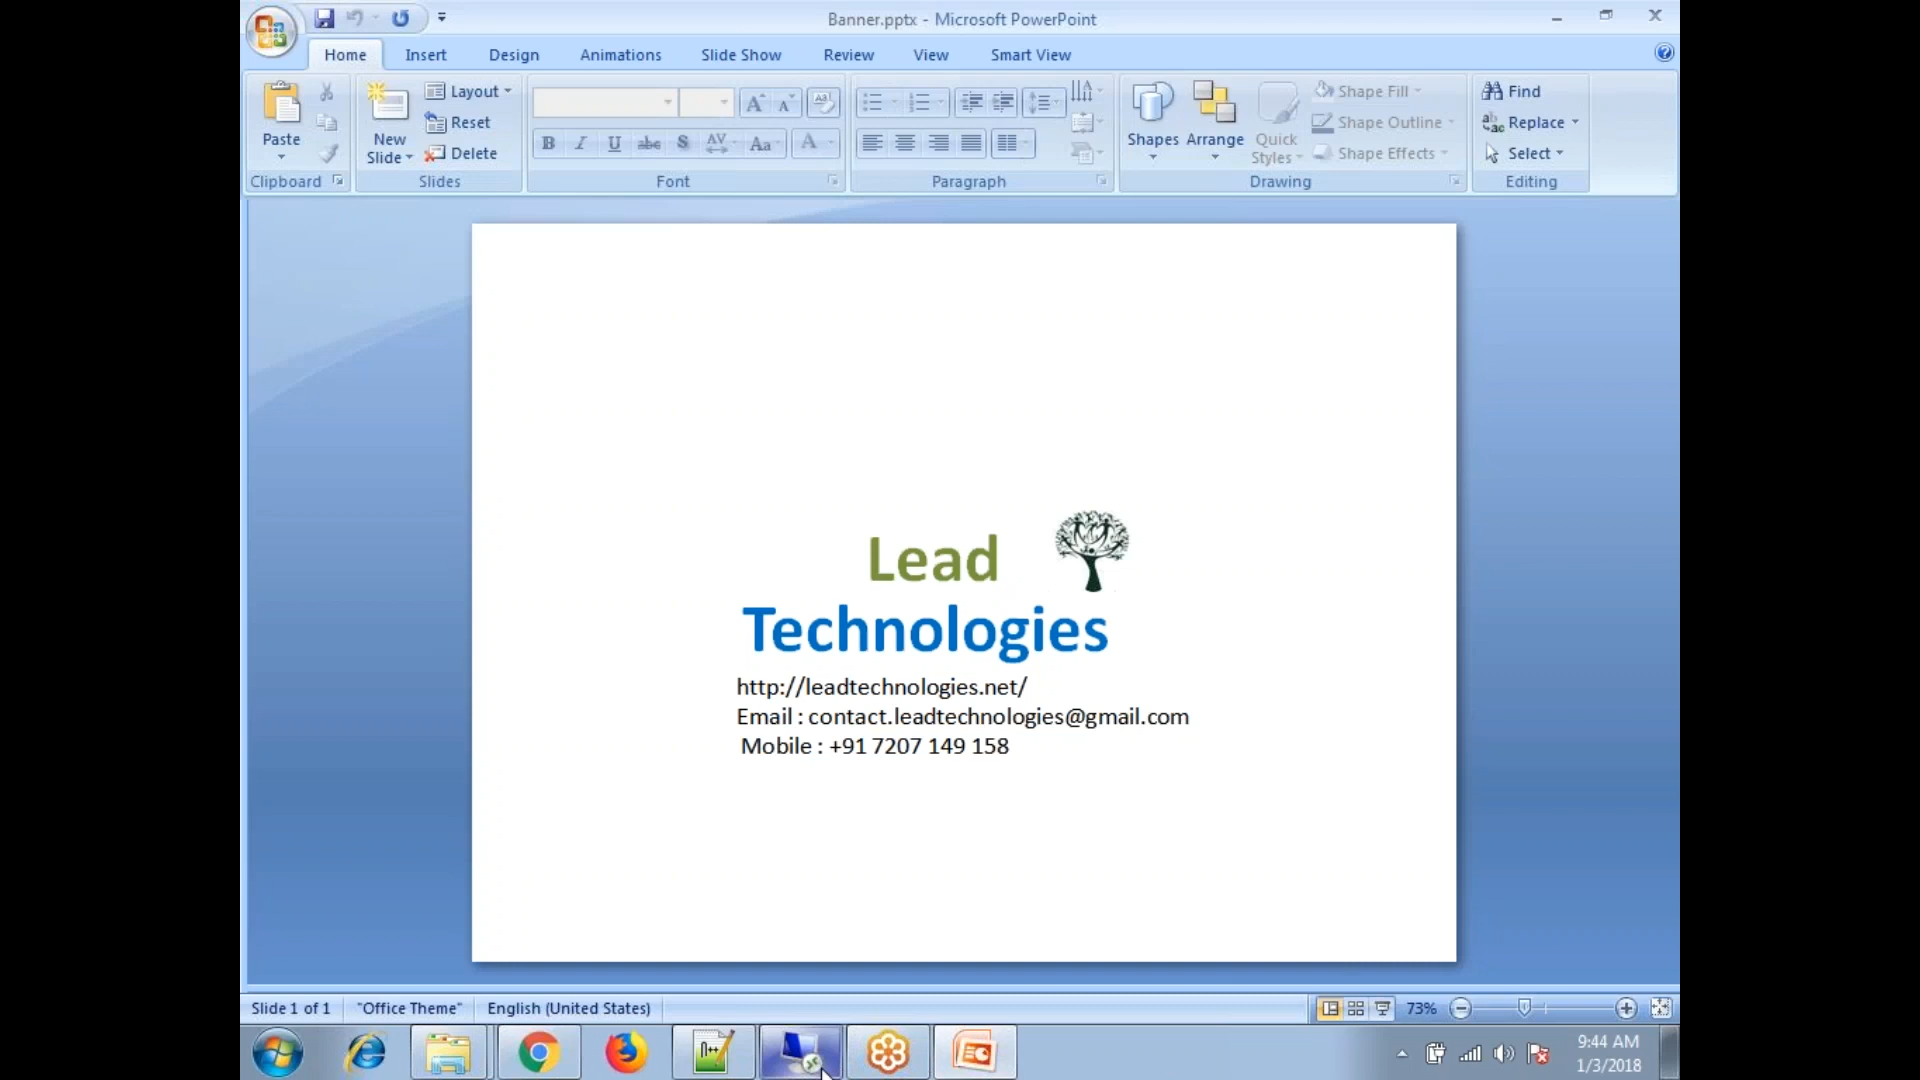 Banner.pptx - Microsoft PowerPoint
Home Insert Design Animations Slide Show Review View Smart View
Paste
Clipboard
New Slide
Layout
Reset
Delete
Slides
B I U abc S AV Aa A
Font
Paragraph
Shapes
Arrange
Quick Styles
Shape Fill
Shape Outline
Shape Effects
Drawing
Find
Replace
Select
Editing
Lead
Technologies
http://leadtechnologies.net/
Email : contact.leadtechnologies@gmail.com
Mobile : +91 7207 149 158
Slide 1 of 1 "Office Theme" English (United States) 73%
9:44 AM
1/3/2018